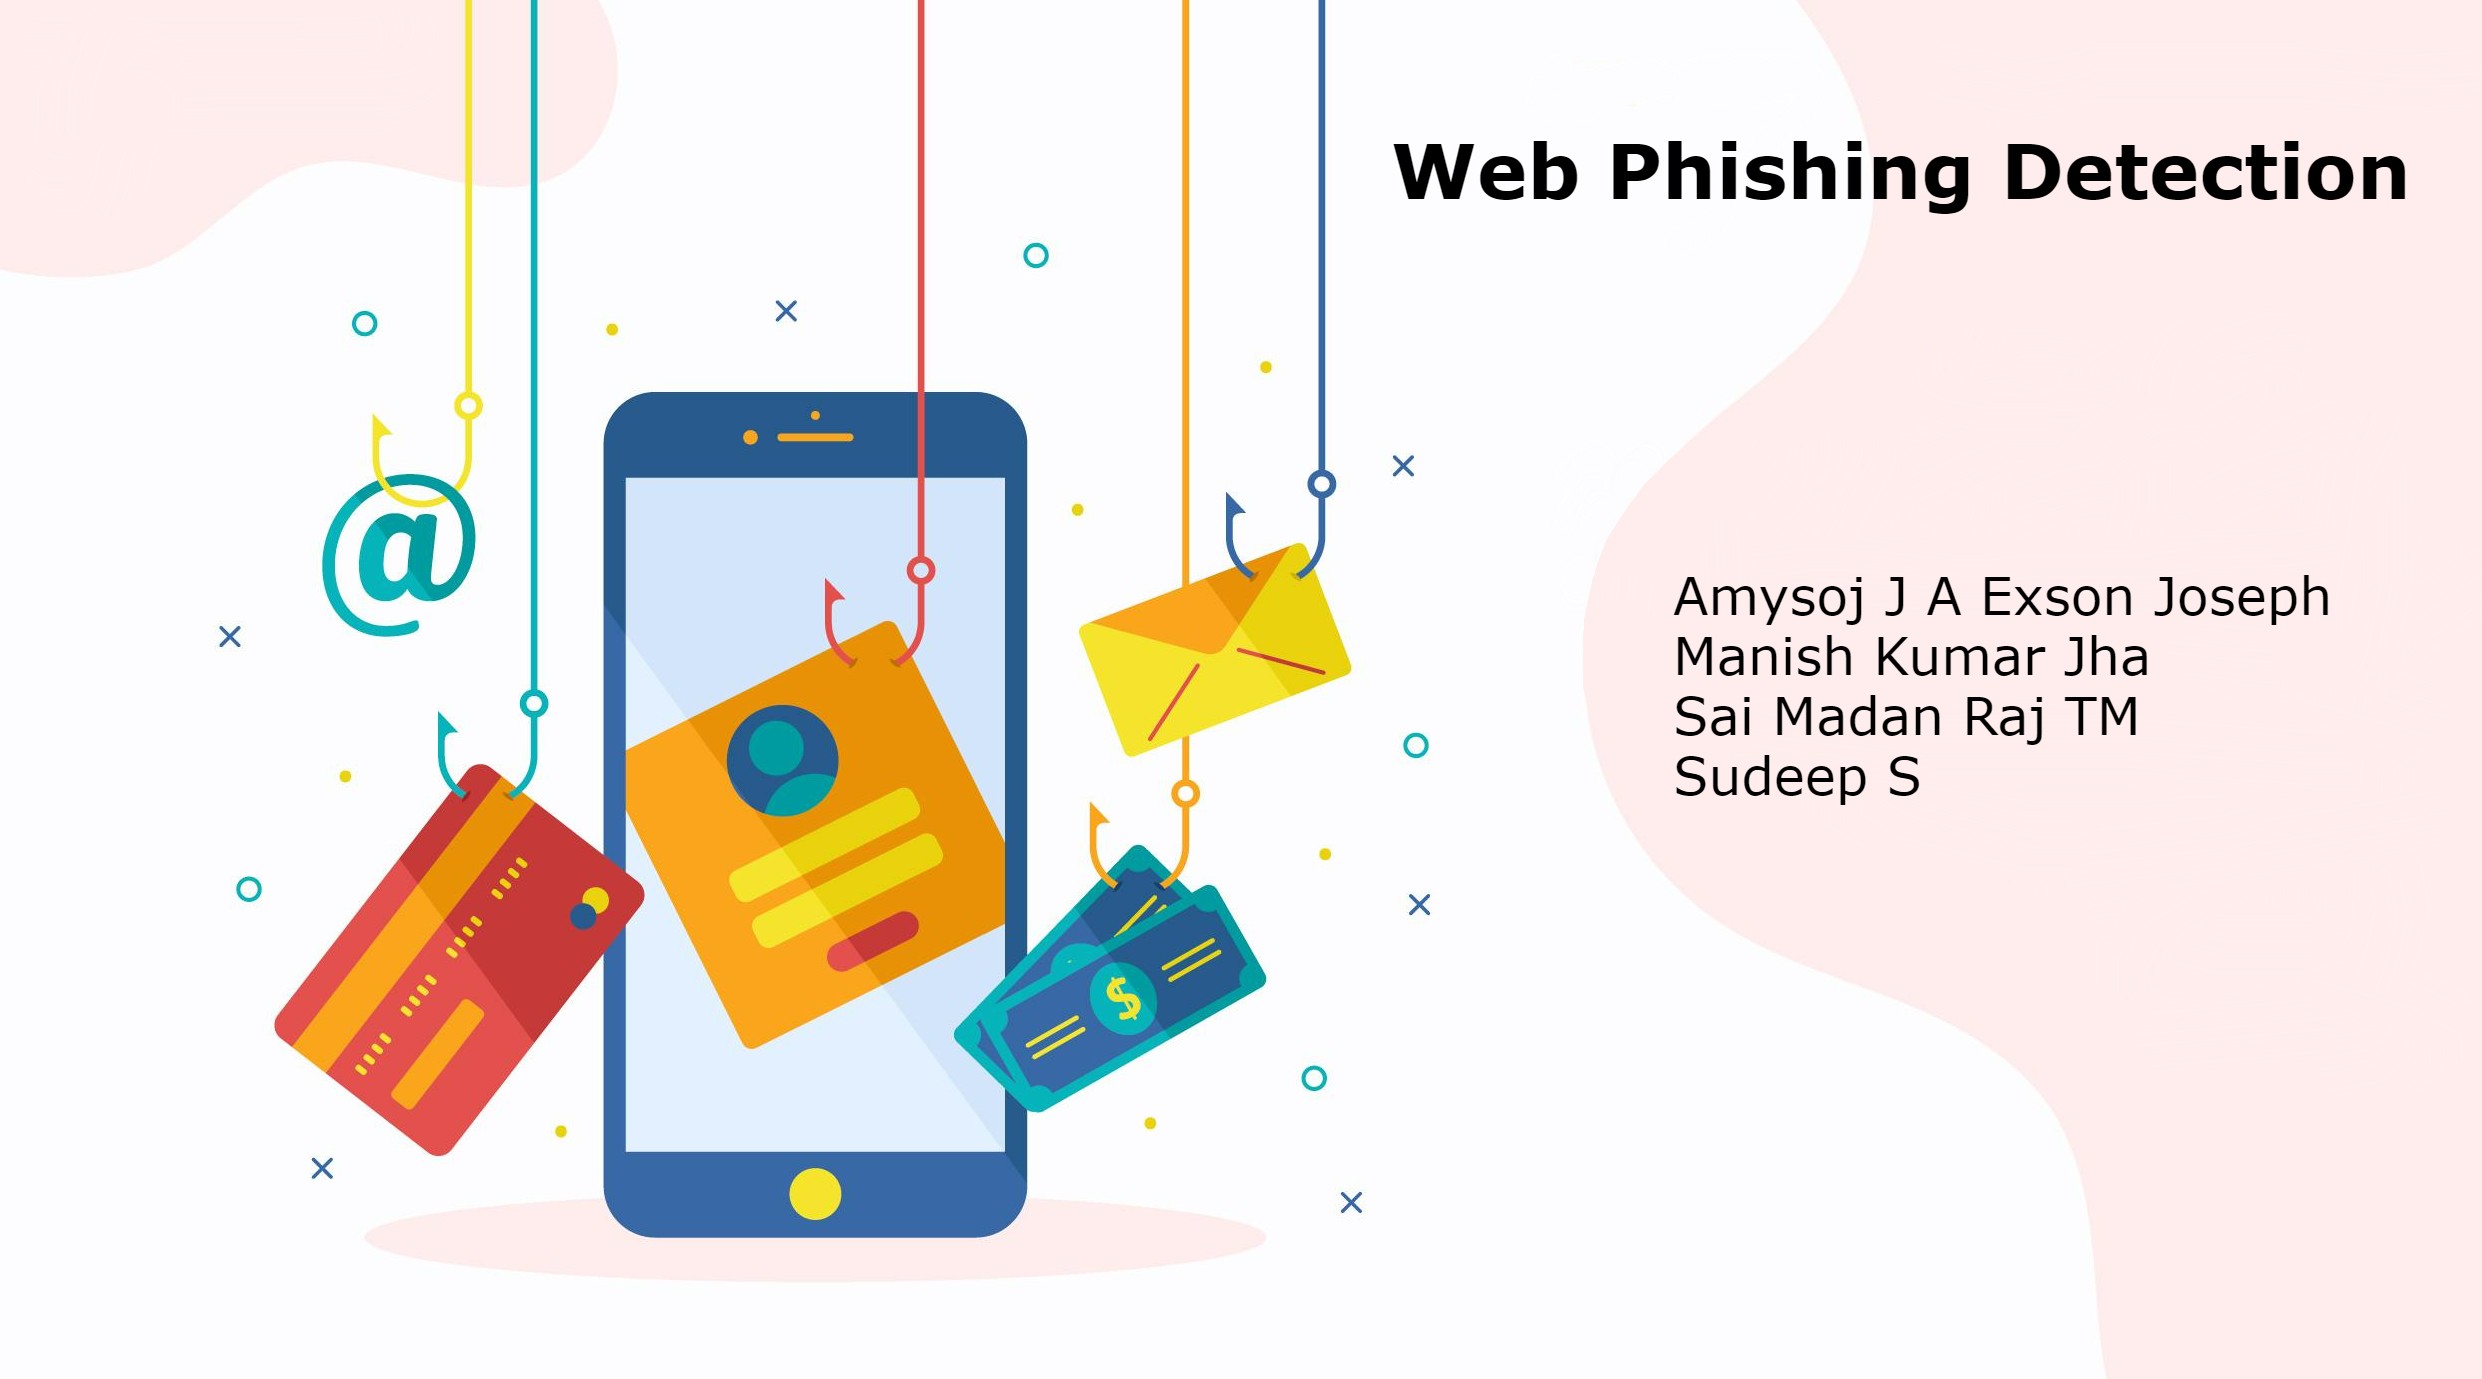 Web Phishing Detection
@
Amysoj J A Exson Joseph
Manish Kumar Jha
Sai Madan Raj TM
Sudeep S
$